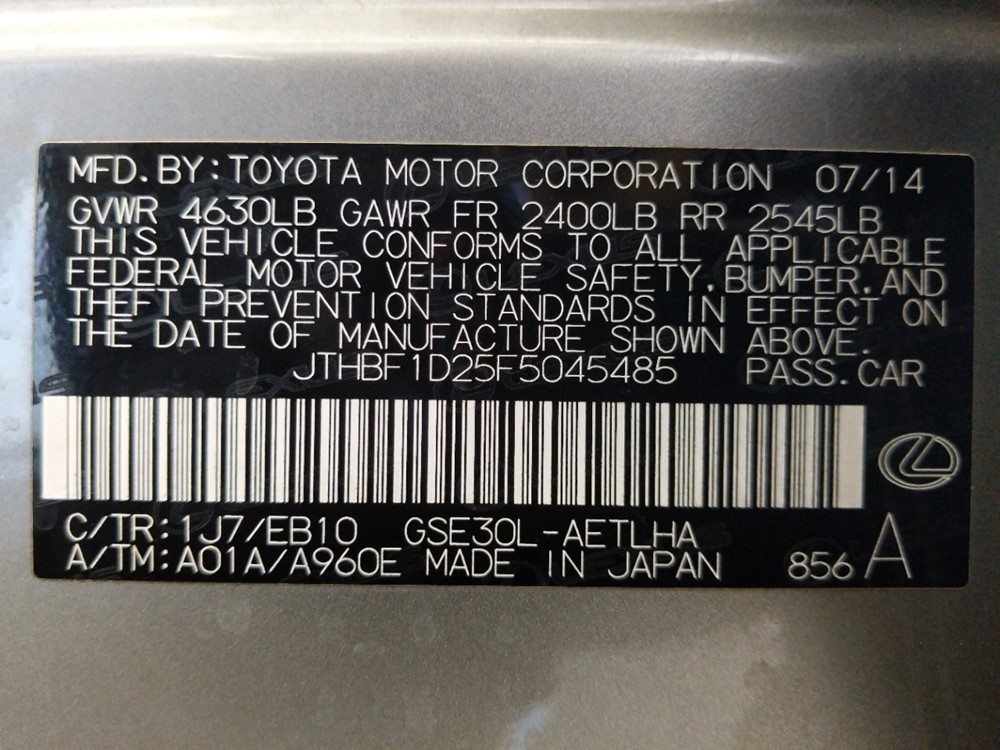 MFD. BY: TOYOTA MOTOR CORPORATION 07/14
GVWR 4630LB GAWR FR 2400LB RR 2545LB
THIS VEHICLE CONFORMS TO ALL APPLICABLE
FEDERAL MOTOR VEHICLE SAFETY, BUMPER, AND
THEFT PREVENTION STANDARDS IN EFFECT ON
THE DATE OF MANUFACTURE SHOWN ABOVE.
JTHBF1D25F5045485 PASS. CAR
C/TR: 1J7/EB10 GSE30L-AETLHA
A/TM: A01A/A960E MADE IN JAPAN 856 A